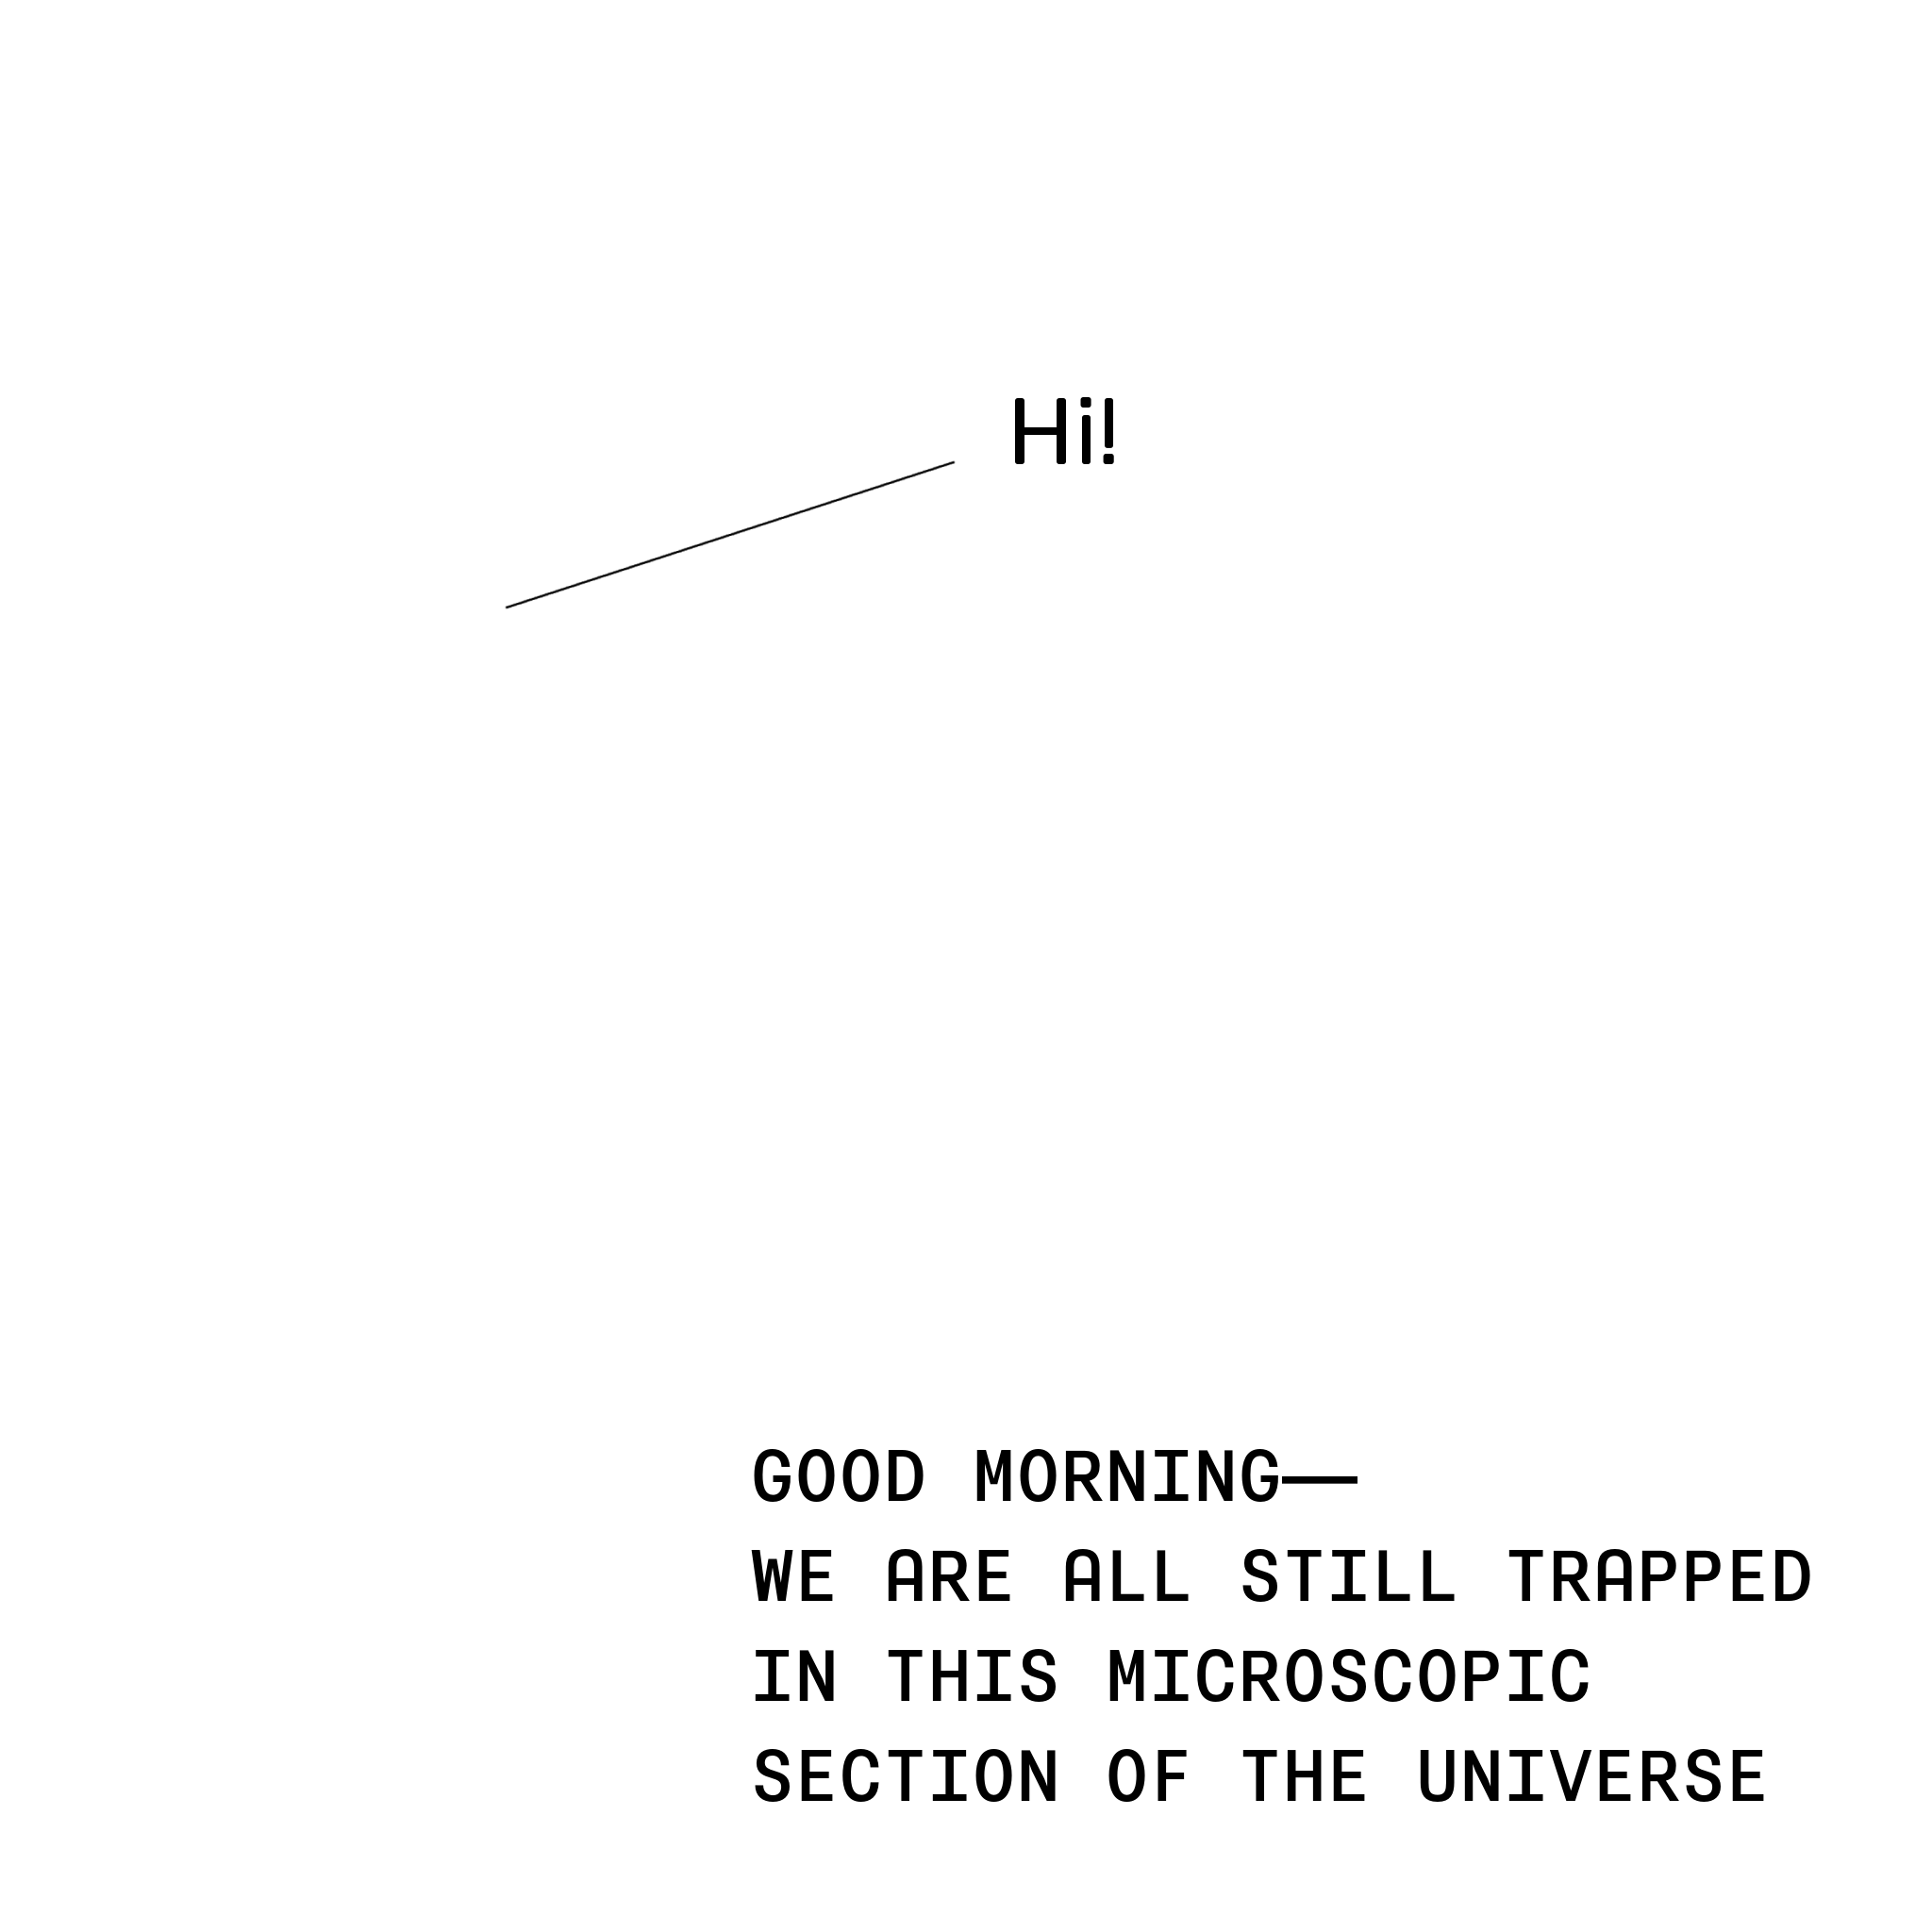 Hi!
GOOD MORNING—
WE ARE ALL STILL TRAPPED
IN THIS MICROSCOPIC
SECTION OF THE UNIVERSE